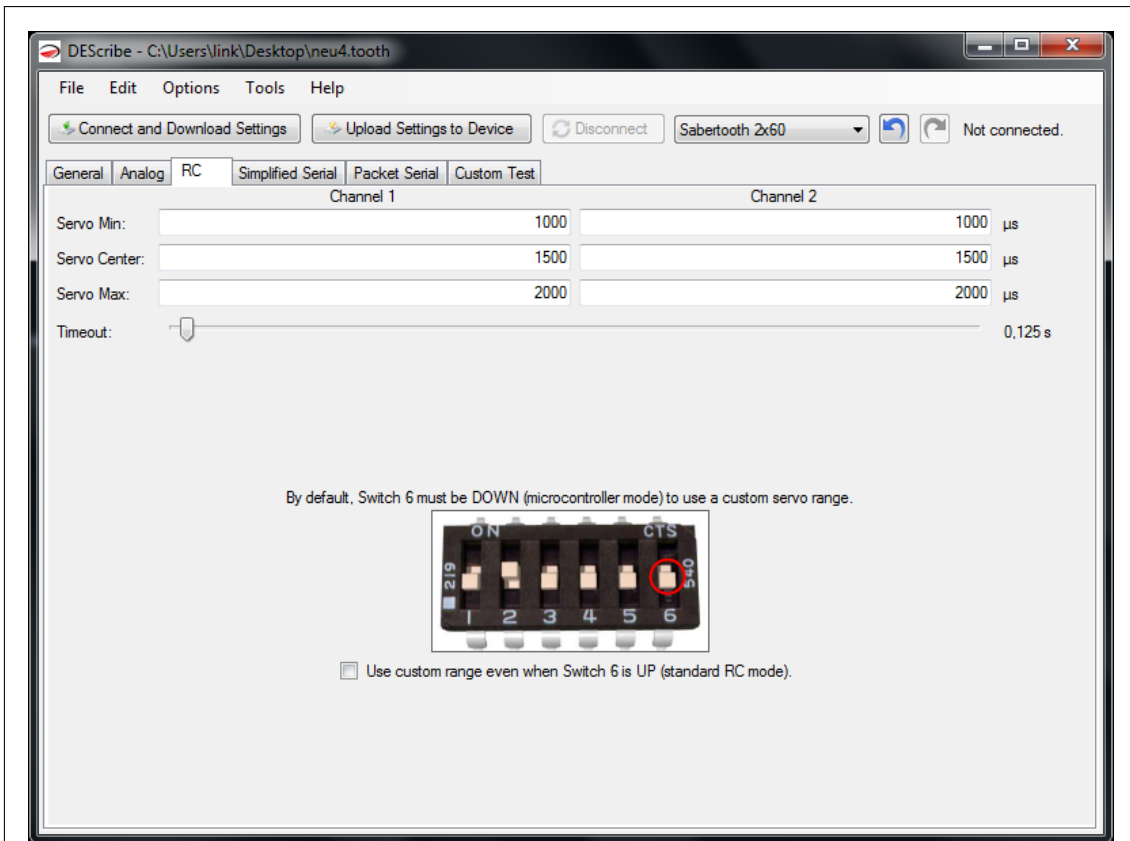 DEScribe - C:\Users\link\Desktop\neu4.tooth
File Edit Options Tools Help
Connect and Download Settings Upload Settings to Device Disconnect Sabertooth 2x60 Not connected.
General Analog RC Simplified Serial Packet Serial Custom Test
Channel 1 Channel 2
Servo Min: 1000 1000 µs
Servo Center: 1500 1500 µs
Servo Max: 2000 2000 µs
Timeout: 0,125 s
By default, Switch 6 must be DOWN (microcontroller mode) to use a custom servo range.
ON CTS
219 540
1 2 3 4 5 6
Use custom range even when Switch 6 is UP (standard RC mode).